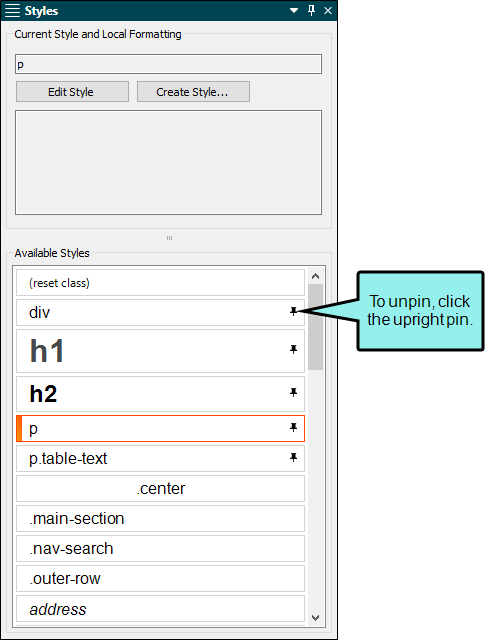 Styles
Current Style and Local Formatting
p
Edit Style
Create Style...
Available Styles
(reset class)
div
h1
h2
p
p.table-text
.center
.main-section
.nav-search
.outer-row
address
To unpin, click
the upright pin.